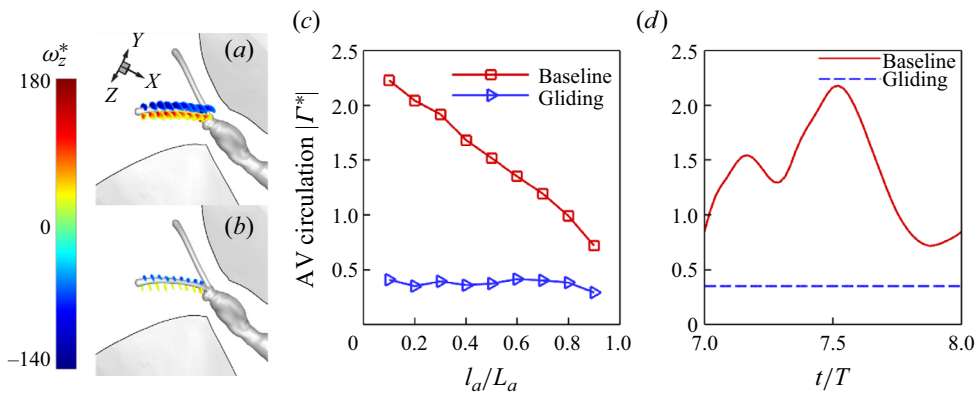 ω*z
180
0
−140
(a)
Y
X
Z
(b)
(c)
AV circulation |Γ*|
2.5
2.0
1.5
1.0
0.5
0
0.2
0.4
0.6
0.8
1.0
la/La
Baseline
Gliding
(d)
2.5
2.0
1.5
1.0
0.5
0
7.0
7.5
8.0
t/T
Baseline
Gliding